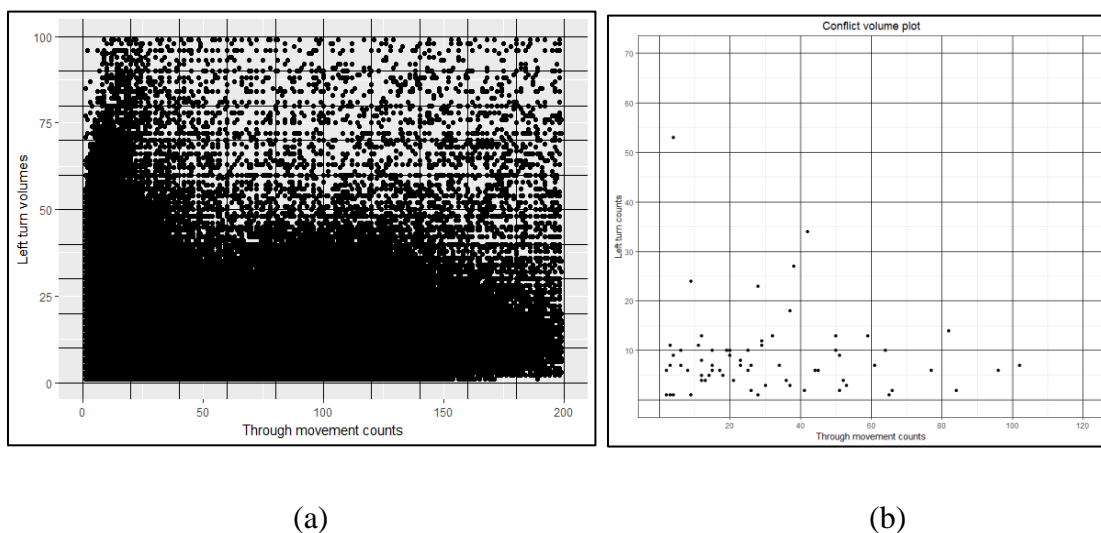 100
75
50
25
0
Left turn volumes
0 50 100 150 200
Through movement counts
Conflict volume plot
70
60
50
40
30
20
10
Left turn counts
20 40 60 80 100 120
Through movement counts
(a) (b)